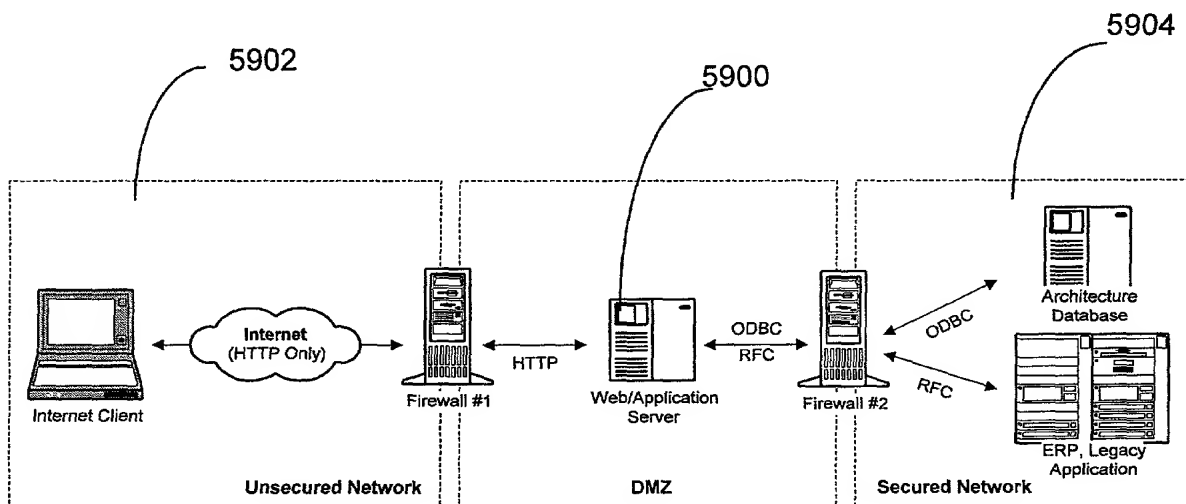 5902
5900
5904
Internet
(HTTP Only)
Internet Client
Firewall #1
HTTP
Web/Application
Server
ODBC
RFC
Firewall #2
ODBC
RFC
Architecture
Database
ERP, Legacy
Application
Unsecured Network
DMZ
Secured Network